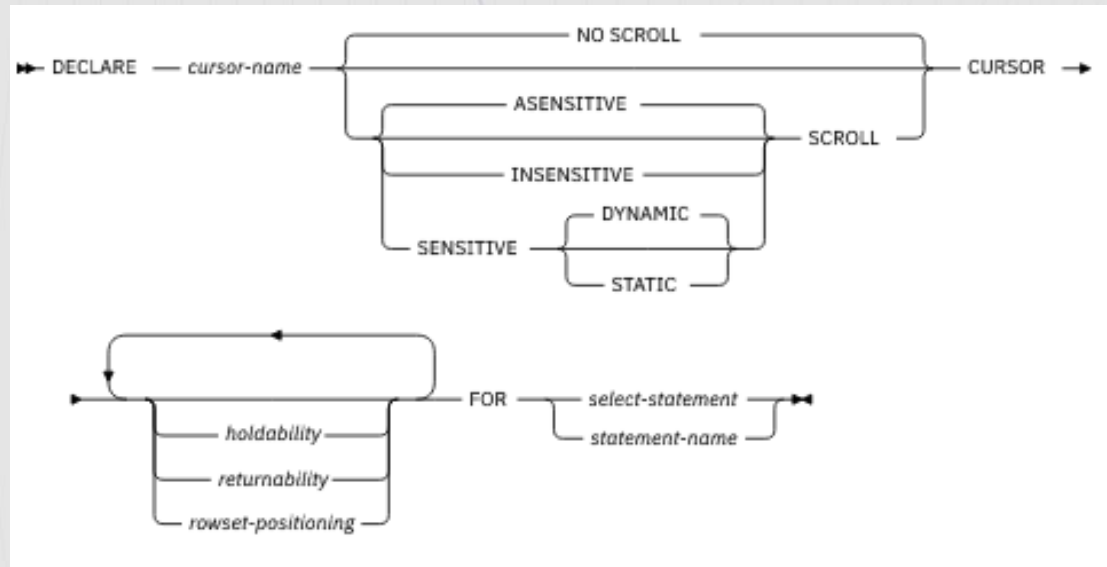 NO SCROLL
DECLARE cursor-name CURSOR
ASENSITIVE
SCROLL
INSENSITIVE
DYNAMIC
SENSITIVE
STATIC
FOR select-statement
holdability statement-name
returnability
rowset-positioning